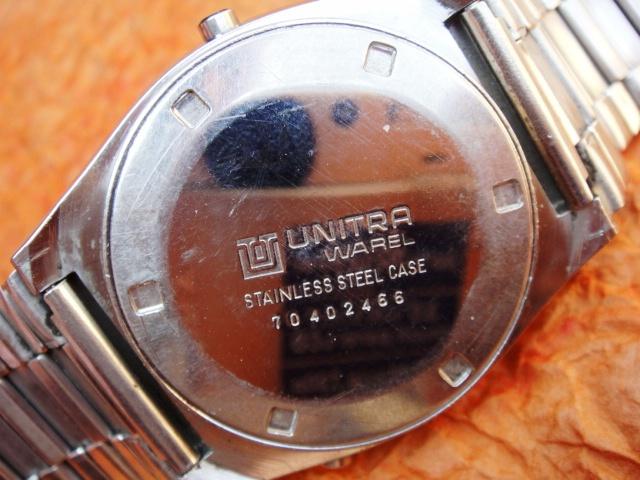 UNITRA
WAREL
STAINLESS STEEL CASE
70402466